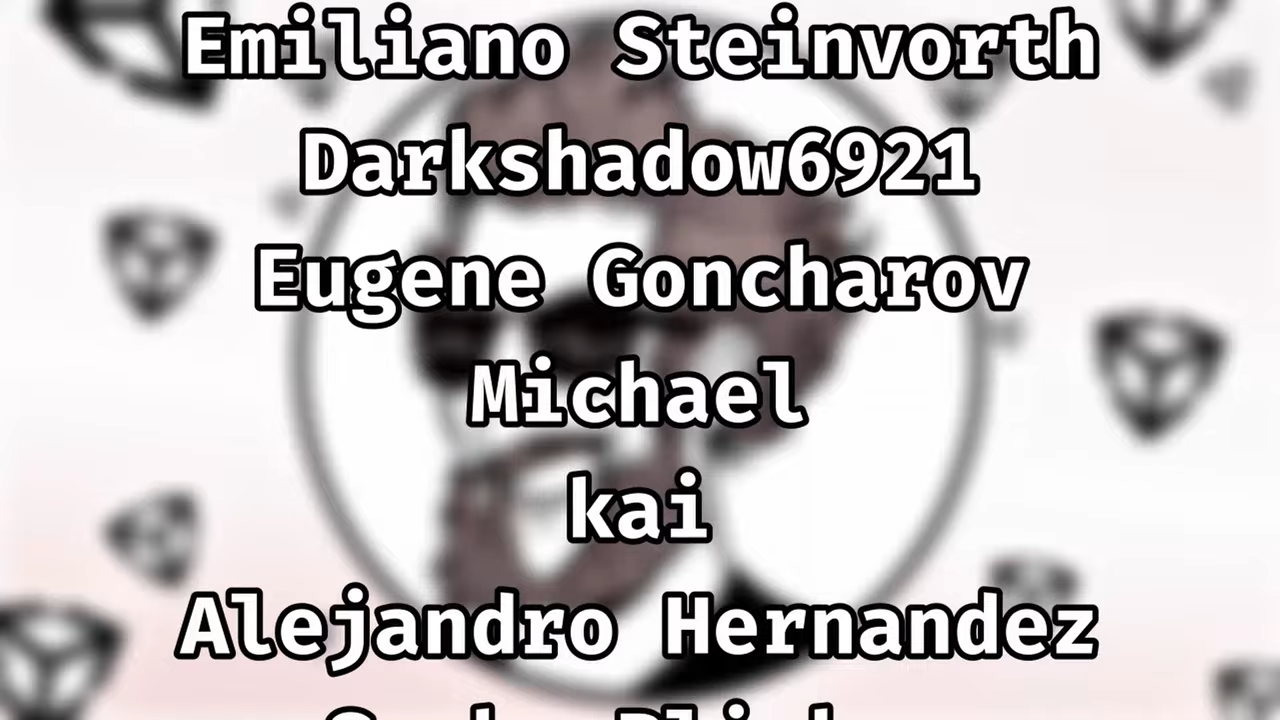 Emiliano Steinvorth
Darkshadow6921
Eugene Goncharov
Michael
kai
Alejandro Hernandez